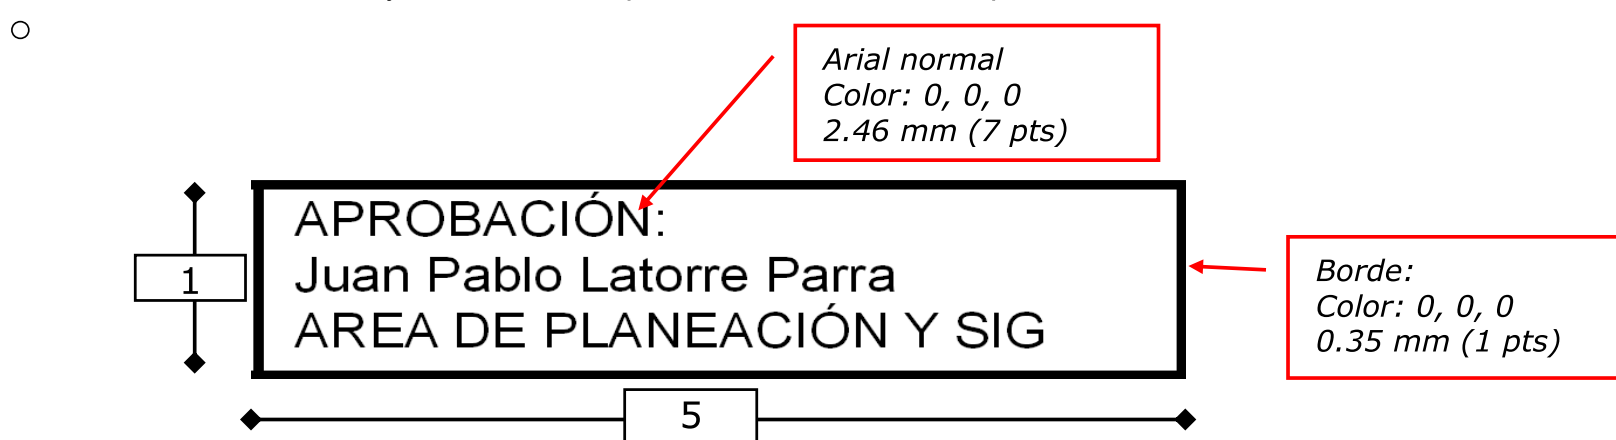 Arial normal
Color: 0, 0, 0
2.46 mm (7 pts)
APROBACIÓN:
Juan Pablo Latorre Parra
AREA DE PLANEACIÓN Y SIG
1
Borde:
Color: 0, 0, 0
0.35 mm (1 pts)
5